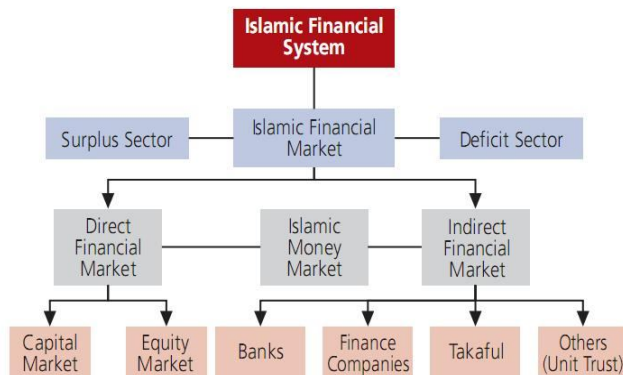 Islamic Financial
System
Surplus Sector
Islamic Financial
Market
Deficit Sector
Direct
Financial
Market
Islamic
Money
Market
Indirect
Financial
Market
Capital
Market
Equity
Market
Banks
Finance
Companies
Takaful
Others
(Unit Trust)